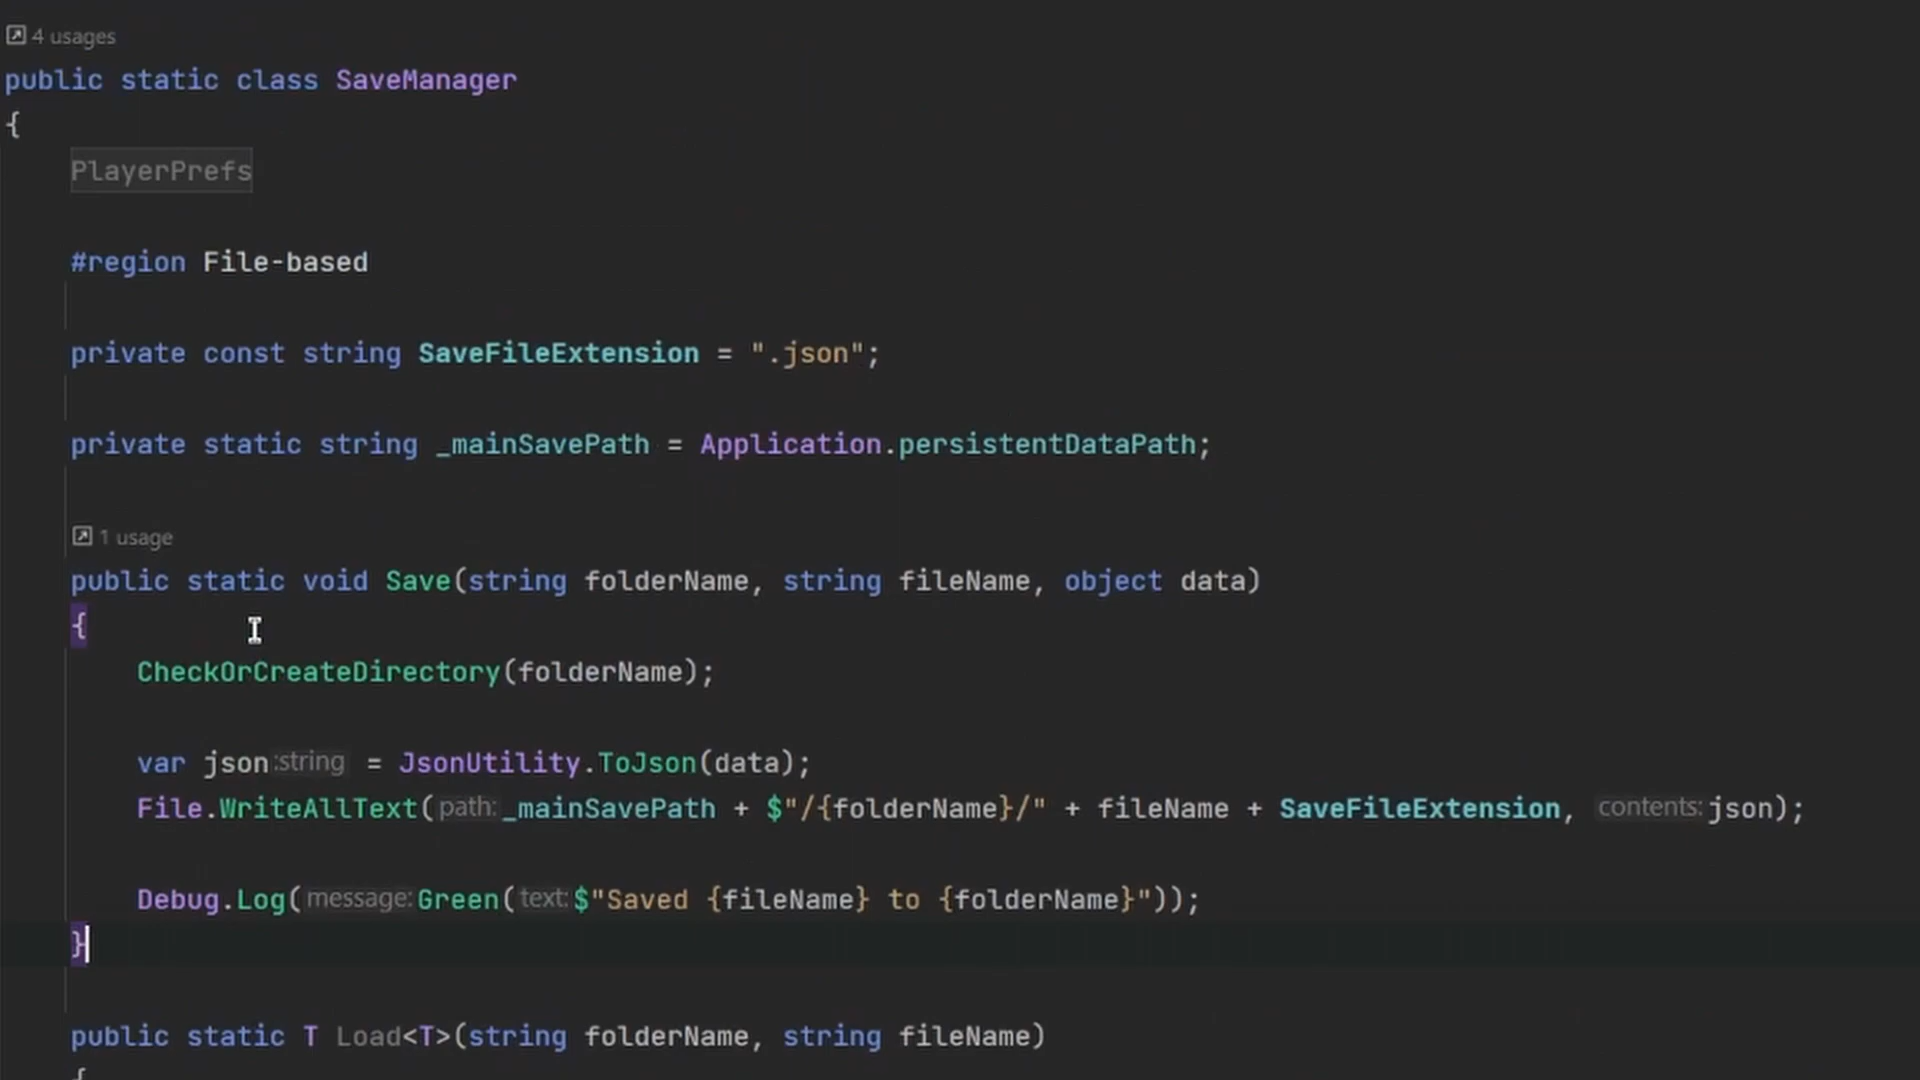 4 usages
public static class SaveManager
{
PlayerPrefs
#region File-based
private const string SaveFileExtension = ".json";
private static string _mainSavePath = Application.persistentDataPath;
1 usage
public static void Save(string folderName, string fileName, object data)
{
CheckOrCreateDirectory(folderName);
var json:string = JsonUtility.ToJson(data);
File.WriteAllText(path:_mainSavePath + $"/{folderName}/" + fileName + SaveFileExtension, contents:json);
Debug.Log(message:Green(text:$"Saved {fileName} to {folderName}"));
}
public static T Load<T>(string folderName, string fileName)
{